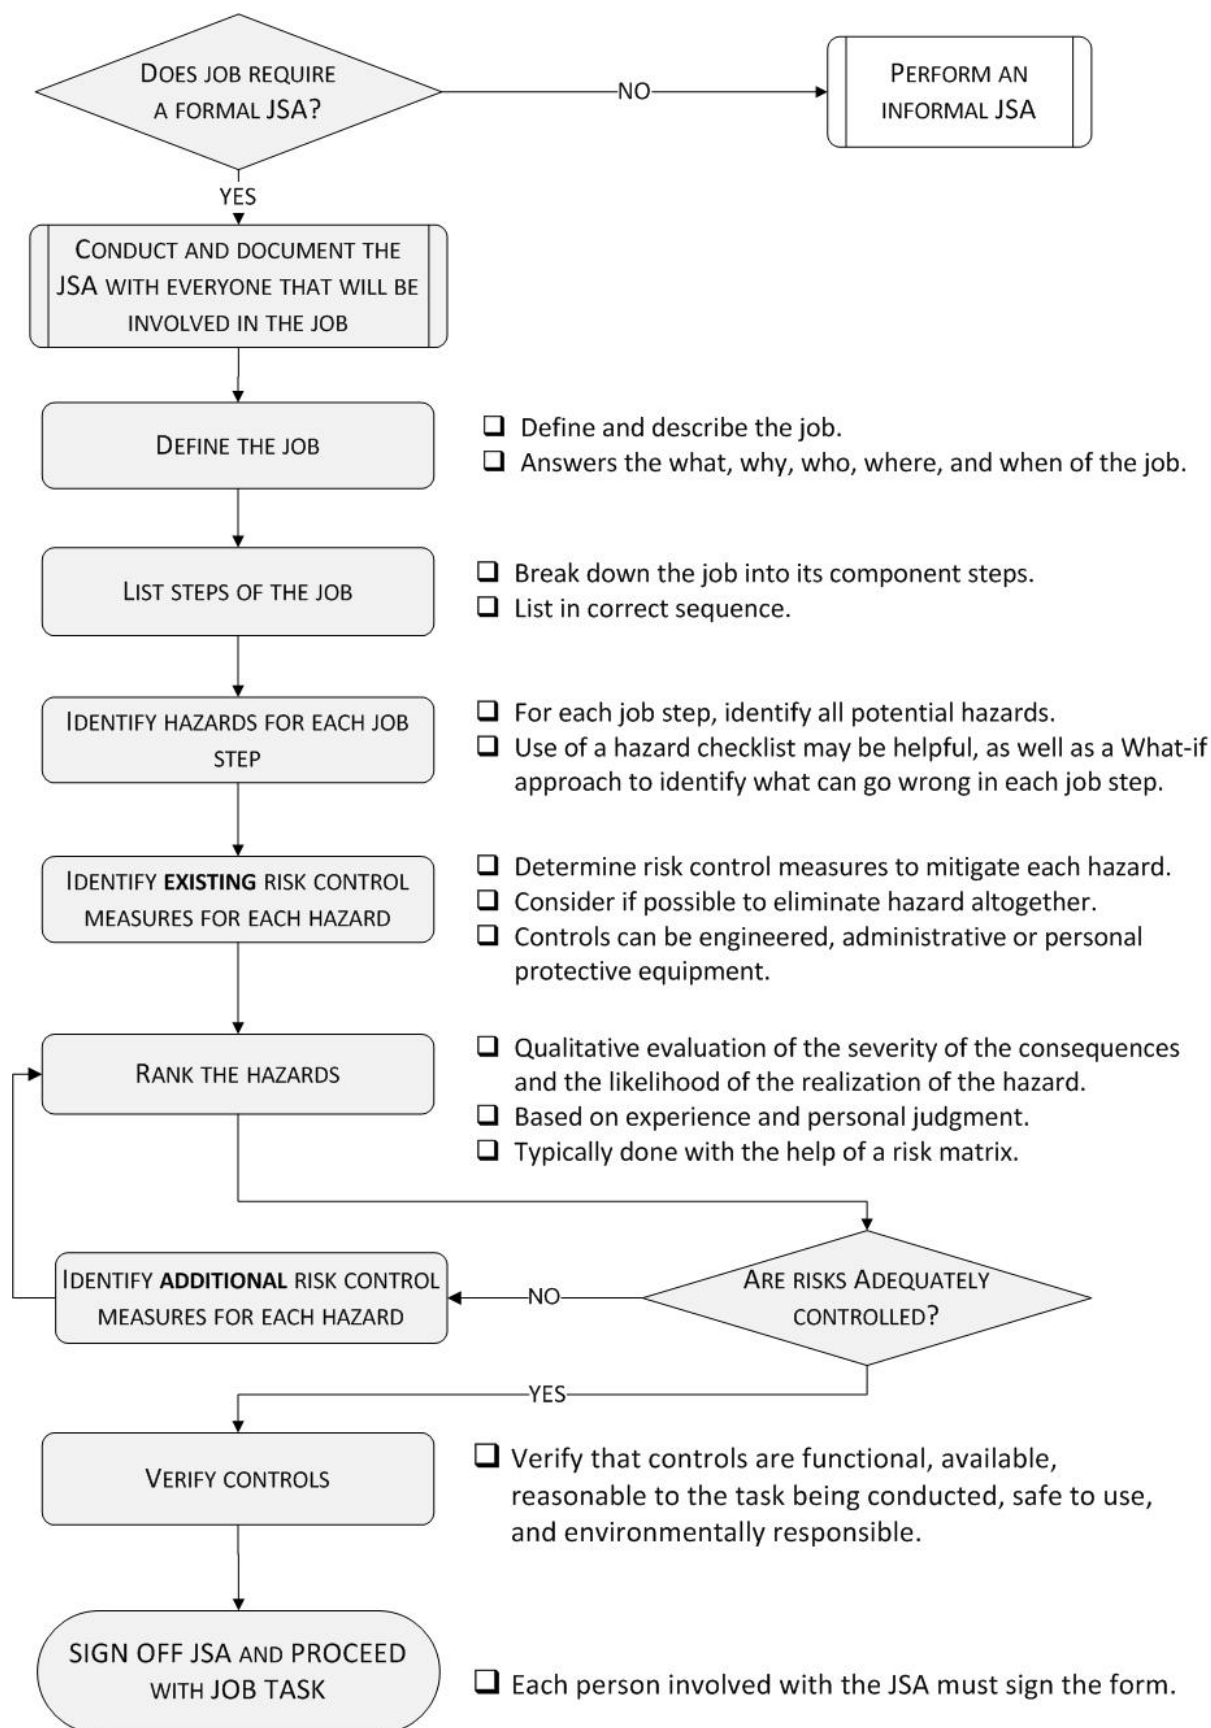 DOES JOB REQUIRE
A FORMAL JSA?
NO
PERFORM AN
INFORMAL JSA
YES
CONDUCT AND DOCUMENT THE
JSA WITH EVERYONE THAT WILL BE
INVOLVED IN THE JOB
DEFINE THE JOB
❑ Define and describe the job.
❑ Answers the what, why, who, where, and when of the job.
LIST STEPS OF THE JOB
❑ Break down the job into its component steps.
❑ List in correct sequence.
IDENTIFY HAZARDS FOR EACH JOB
STEP
❑ For each job step, identify all potential hazards.
❑ Use of a hazard checklist may be helpful, as well as a What-if
approach to identify what can go wrong in each job step.
IDENTIFY EXISTING RISK CONTROL
MEASURES FOR EACH HAZARD
❑ Determine risk control measures to mitigate each hazard.
❑ Consider if possible to eliminate hazard altogether.
❑ Controls can be engineered, administrative or personal
protective equipment.
RANK THE HAZARDS
❑ Qualitative evaluation of the severity of the consequences
and the likelihood of the realization of the hazard.
❑ Based on experience and personal judgment.
❑ Typically done with the help of a risk matrix.
ARE RISKS ADEQUATELY
CONTROLLED?
NO
IDENTIFY ADDITIONAL RISK CONTROL
MEASURES FOR EACH HAZARD
YES
VERIFY CONTROLS
❑ Verify that controls are functional, available,
reasonable to the task being conducted, safe to use,
and environmentally responsible.
SIGN OFF JSA AND PROCEED
WITH JOB TASK
❑ Each person involved with the JSA must sign the form.